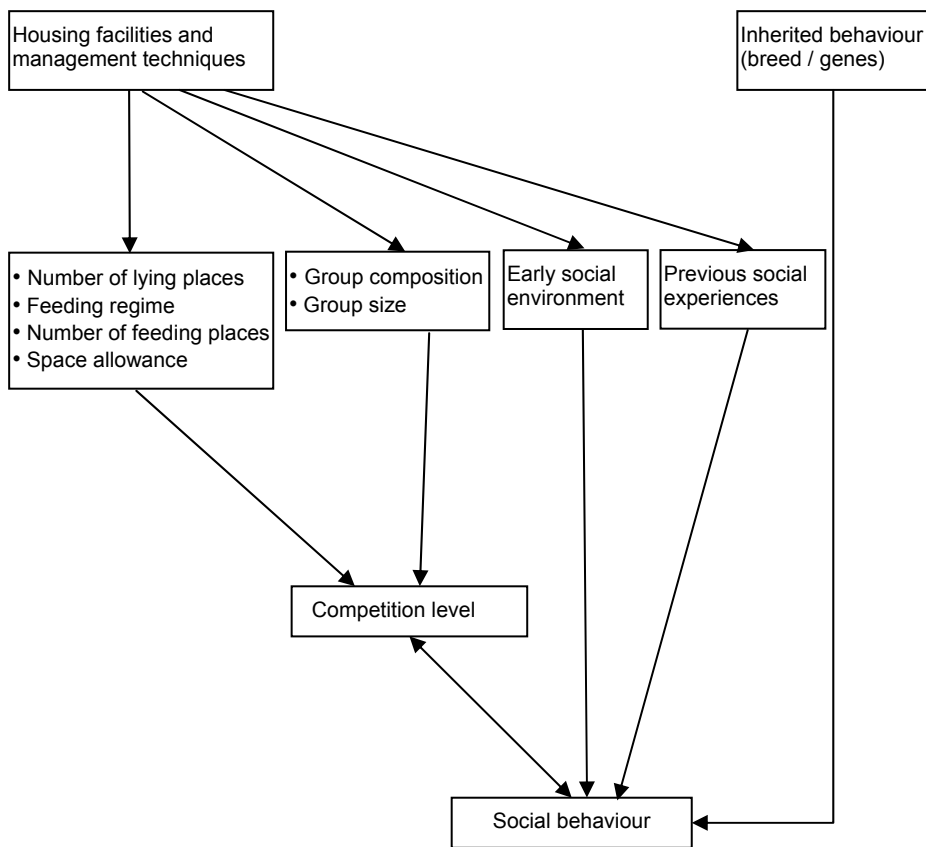 Housing facilities and
management techniques
Inherited behaviour
(breed / genes)
• Number of lying places
• Feeding regime
• Number of feeding places
• Space allowance
• Group composition
• Group size
Early social
environment
Previous social
experiences
Competition level
Social behaviour